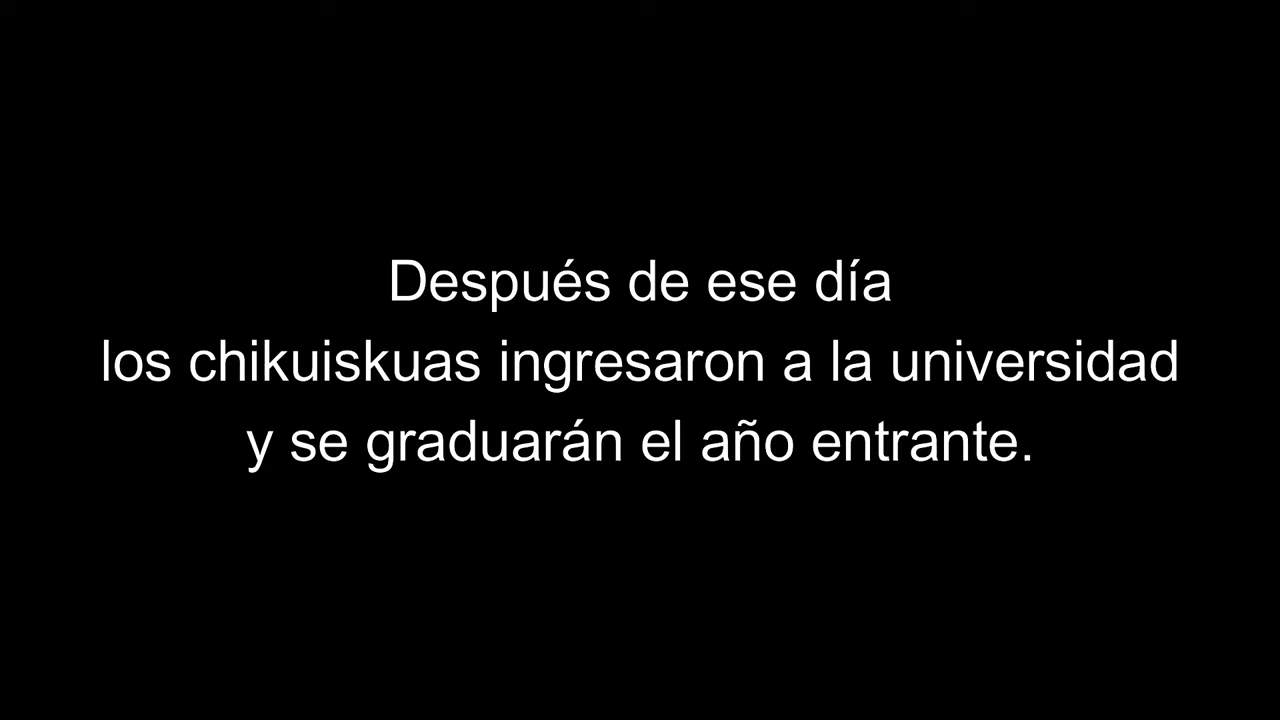 Después de ese día
los chikuiskuas ingresaron a la universidad
y se graduarán el año entrante.